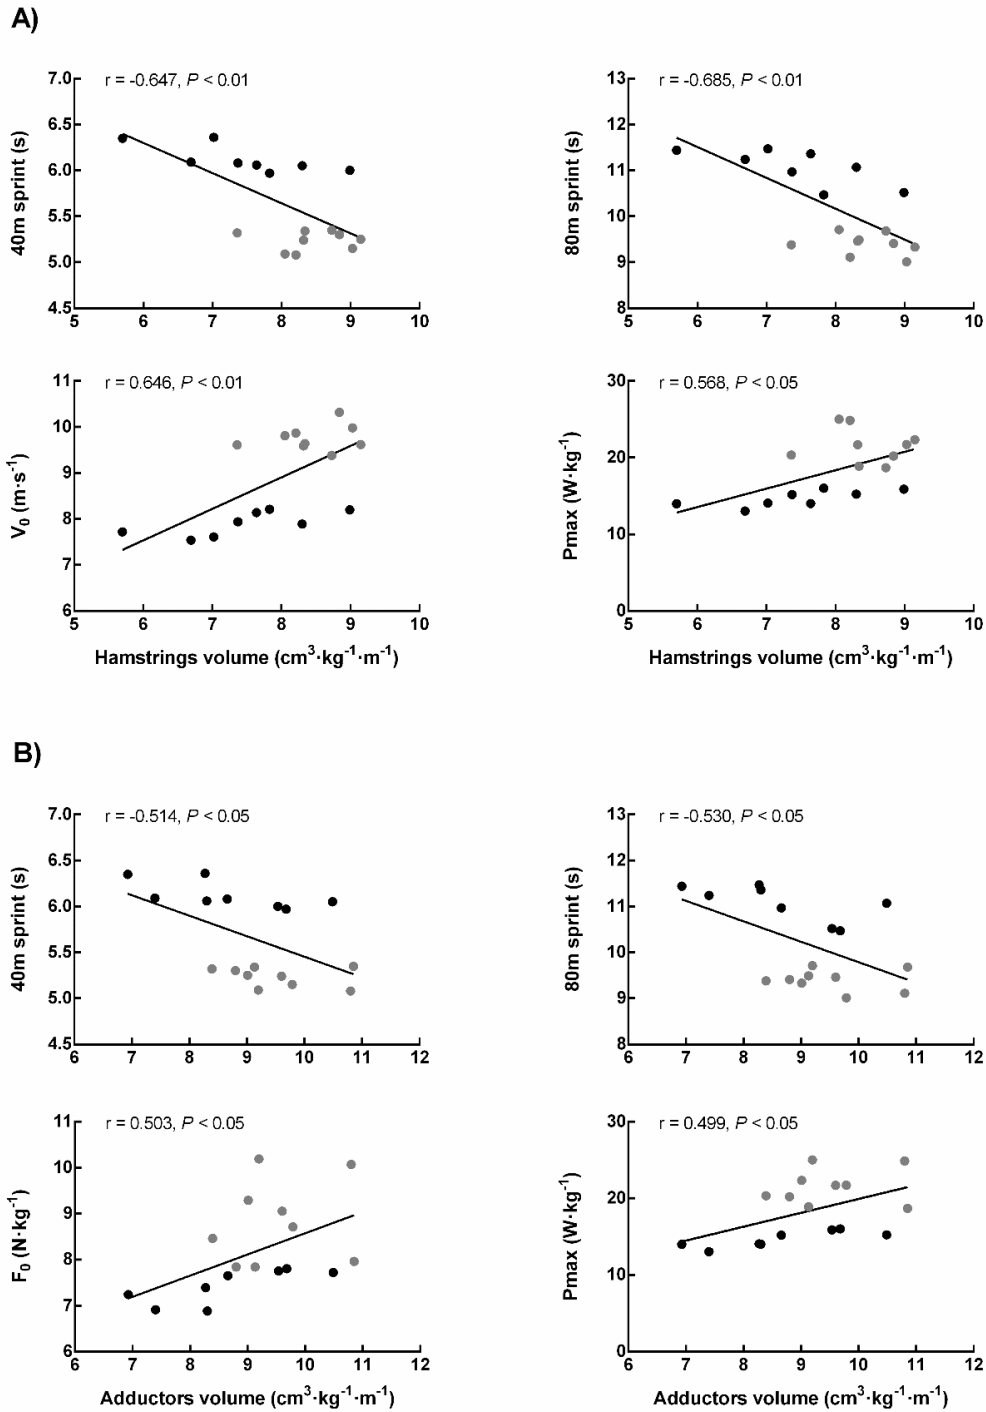 A)
r = -0.647, P < 0.01
40m sprint (s)
7.0
6.5
6.0
5.5
5.0
4.5
5 6 7 8 9 10
r = -0.685, P < 0.01
80m sprint (s)
13
12
11
10
9
8
5 6 7 8 9 10
r = 0.646, P < 0.01
V₀ (m·s⁻¹)
11
10
9
8
7
6
5 6 7 8 9 10
Hamstrings volume (cm³·kg⁻¹·m⁻¹)
r = 0.568, P < 0.05
Pmax (W·kg⁻¹)
30
20
10
0
5 6 7 8 9 10
Hamstrings volume (cm³·kg⁻¹·m⁻¹)
B)
r = -0.514, P < 0.05
40m sprint (s)
7.0
6.5
6.0
5.5
5.0
4.5
6 7 8 9 10 11 12
r = -0.530, P < 0.05
80m sprint (s)
13
12
11
10
9
8
6 7 8 9 10 11 12
r = 0.503, P < 0.05
F₀ (N·kg⁻¹)
11
10
9
8
7
6
6 7 8 9 10 11 12
Adductors volume (cm³·kg⁻¹·m⁻¹)
r = 0.499, P < 0.05
Pmax (W·kg⁻¹)
30
20
10
0
6 7 8 9 10 11 12
Adductors volume (cm³·kg⁻¹·m⁻¹)